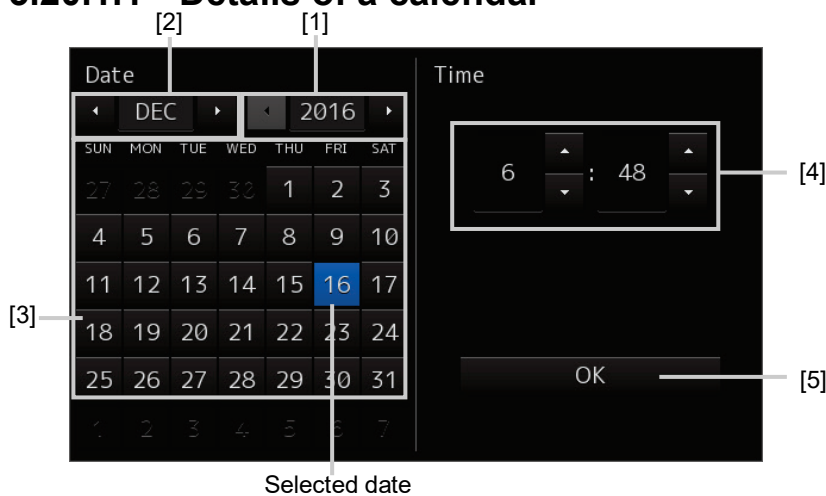 Details of a calendar
[2] [1]
Date Time
DEC 2016
SUN MON TUE WED THU FRI SAT
27 28 29 30 1 2 3
6 : 48 [4]
4 5 6 7 8 9 10
11 12 13 14 15 16 17
[3]
18 19 20 21 22 23 24
25 26 27 28 29 30 31
OK [5]
1 2 3 4 5 6 7
Selected date